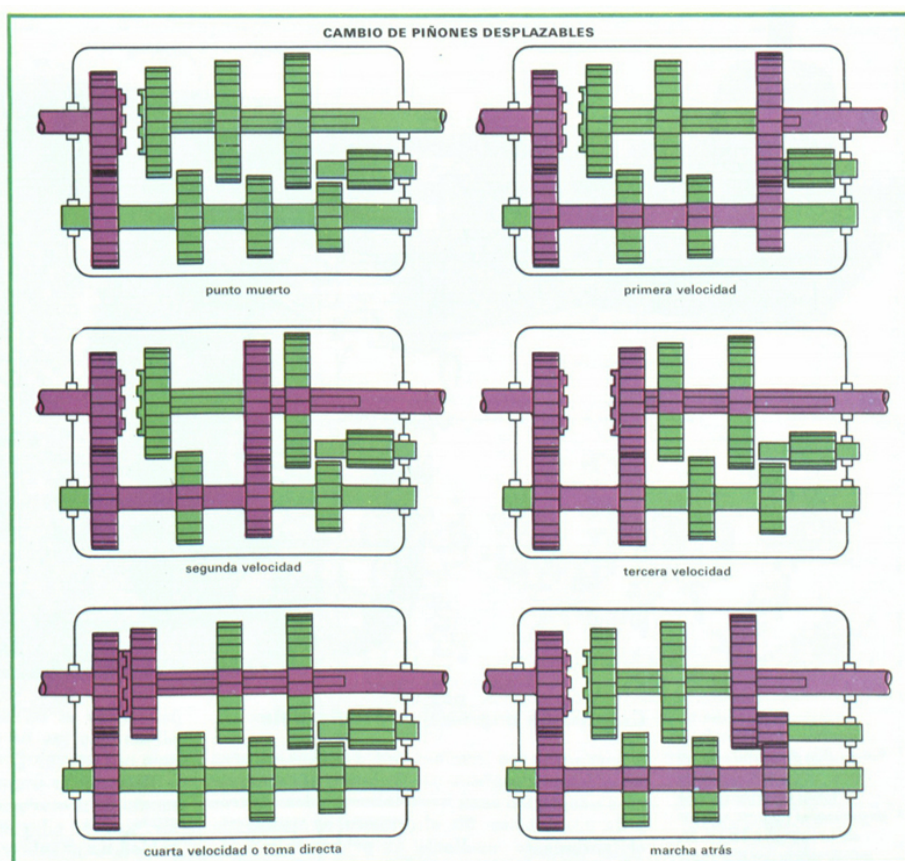 CAMBIO DE PIÑONES DESPLAZABLES
punto muerto
primera velocidad
segunda velocidad
tercera velocidad
cuarta velocidad o toma directa
marcha atrás